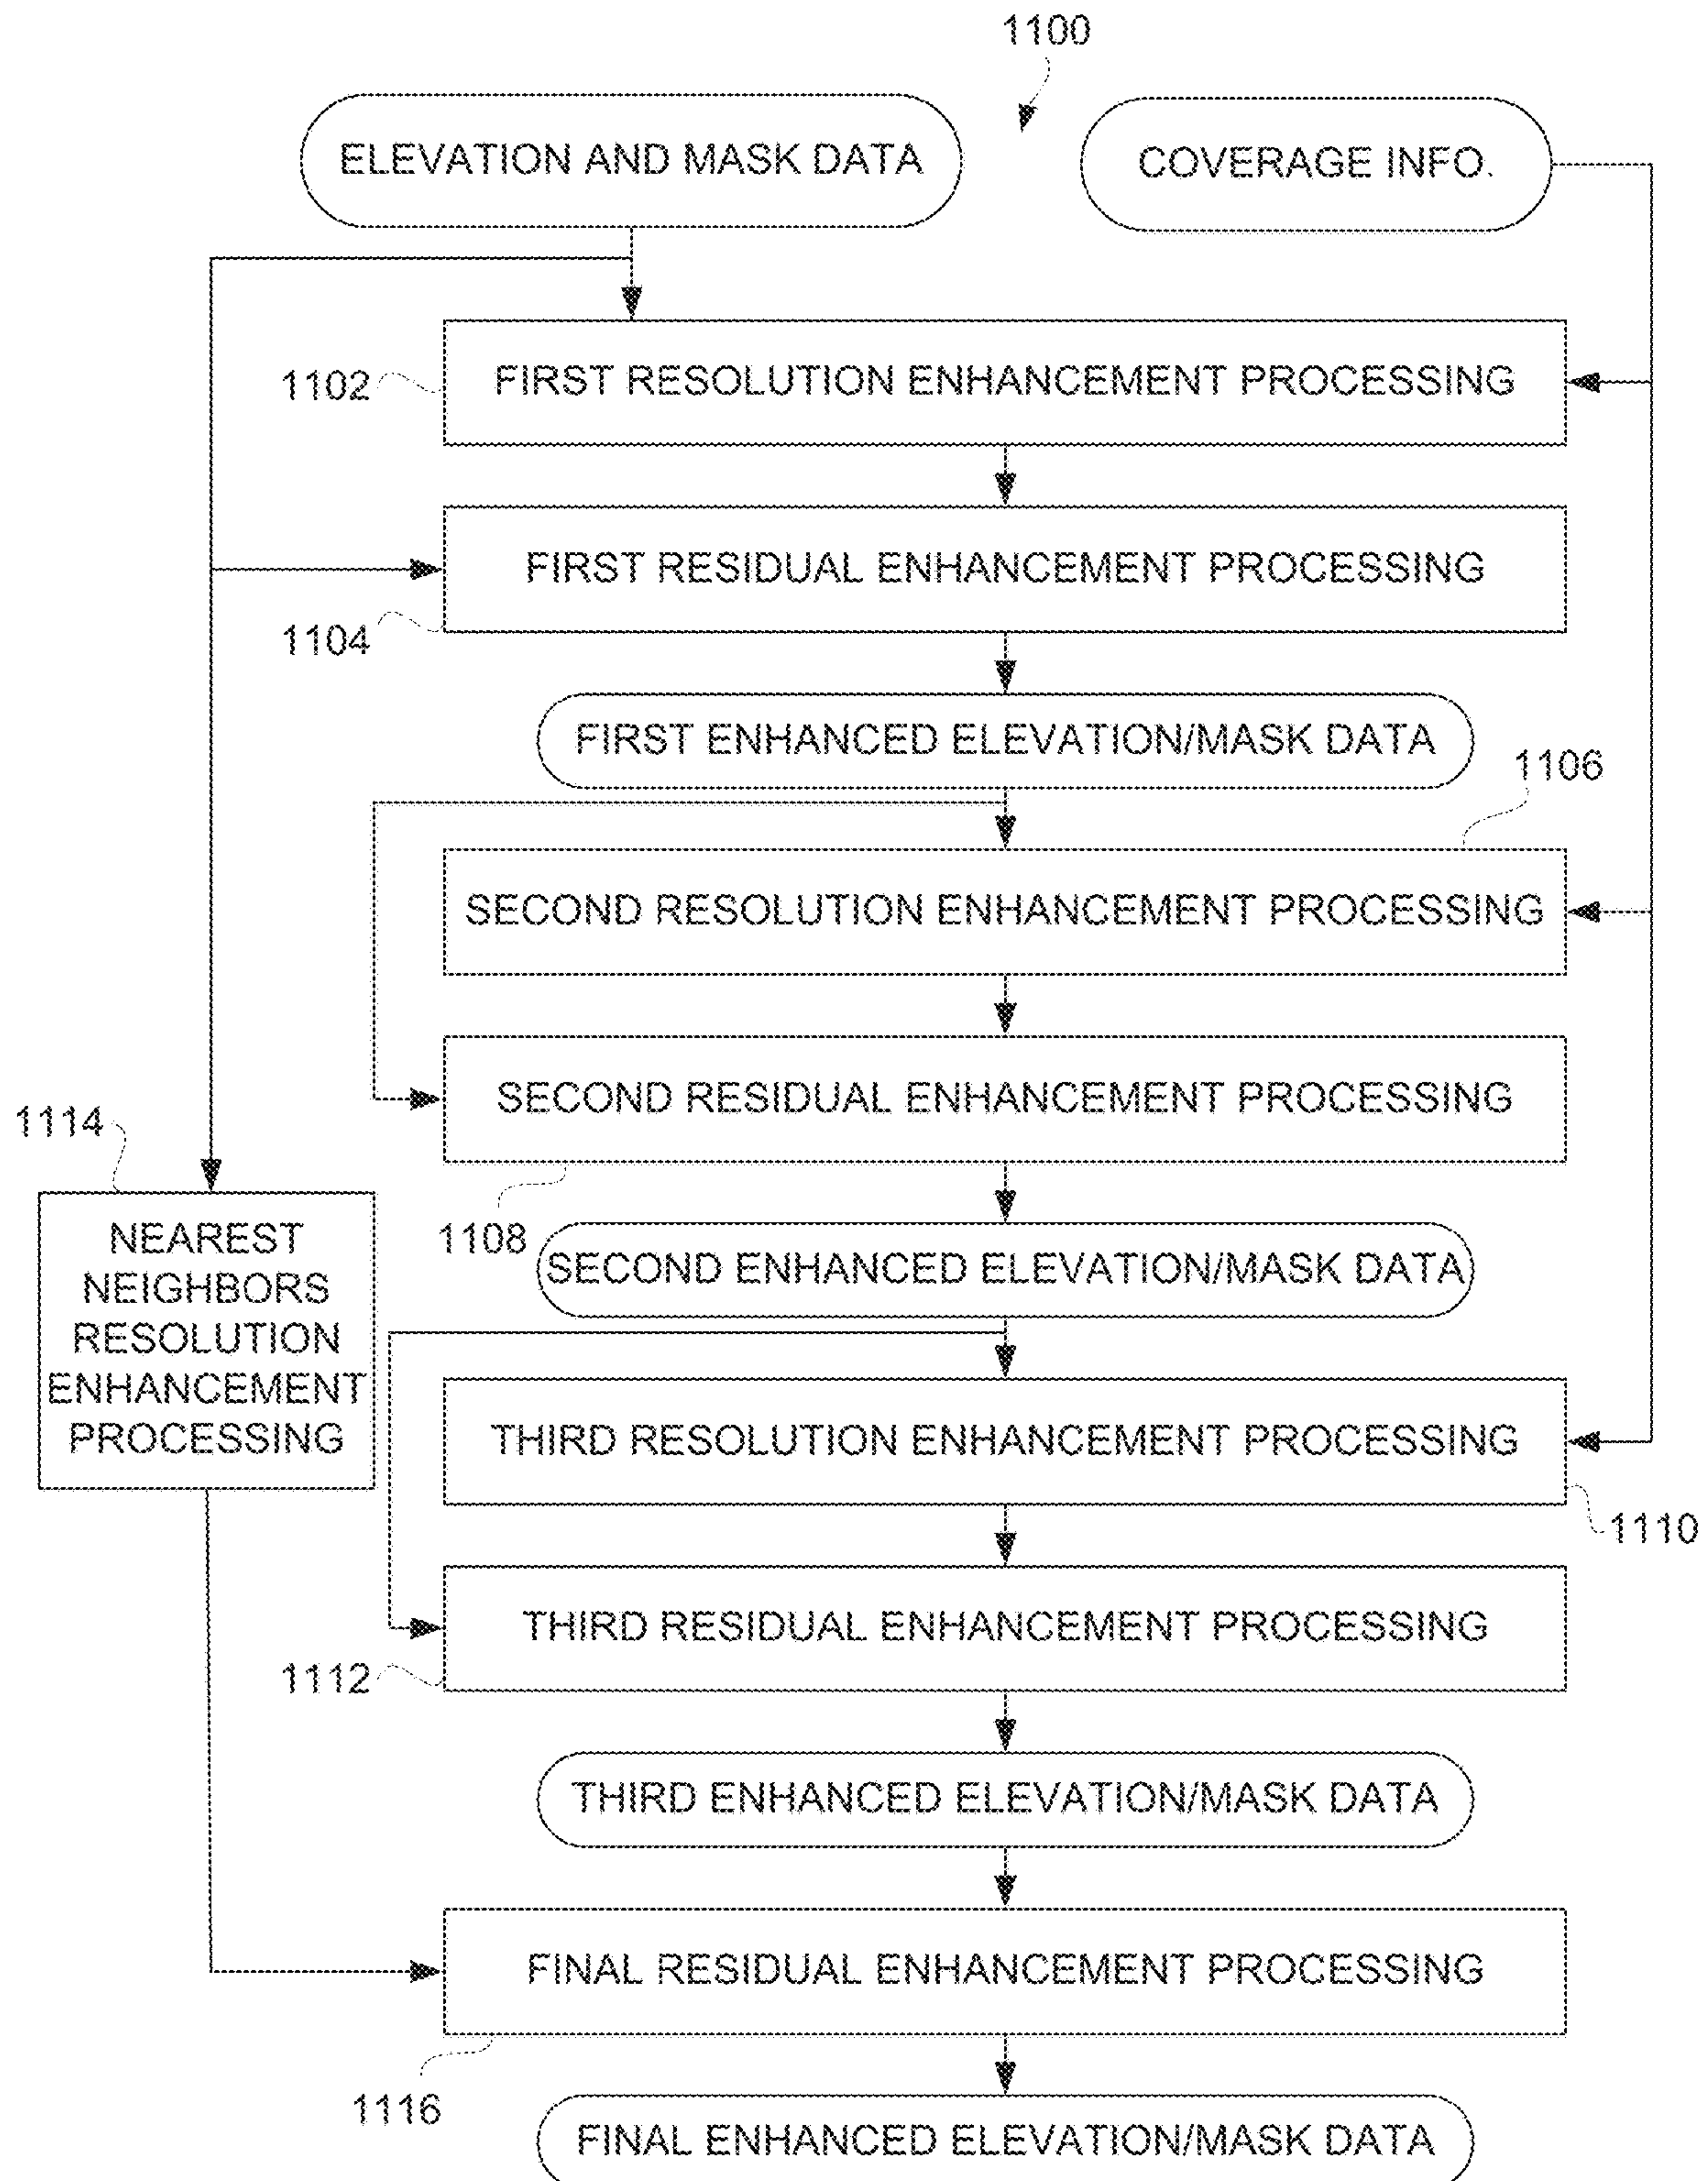 1100
ELEVATION AND MASK DATA
COVERAGE INFO.
1102
FIRST RESOLUTION ENHANCEMENT PROCESSING
FIRST RESIDUAL ENHANCEMENT PROCESSING
1104
FIRST ENHANCED ELEVATION/MASK DATA
1106
SECOND RESOLUTION ENHANCEMENT PROCESSING
SECOND RESIDUAL ENHANCEMENT PROCESSING
1114
1108
NEAREST
NEIGHBORS
RESOLUTION
ENHANCEMENT
PROCESSING
SECOND ENHANCED ELEVATION/MASK DATA
THIRD RESOLUTION ENHANCEMENT PROCESSING
1110
THIRD RESIDUAL ENHANCEMENT PROCESSING
1112
THIRD ENHANCED ELEVATION/MASK DATA
FINAL RESIDUAL ENHANCEMENT PROCESSING
1116
FINAL ENHANCED ELEVATION/MASK DATA